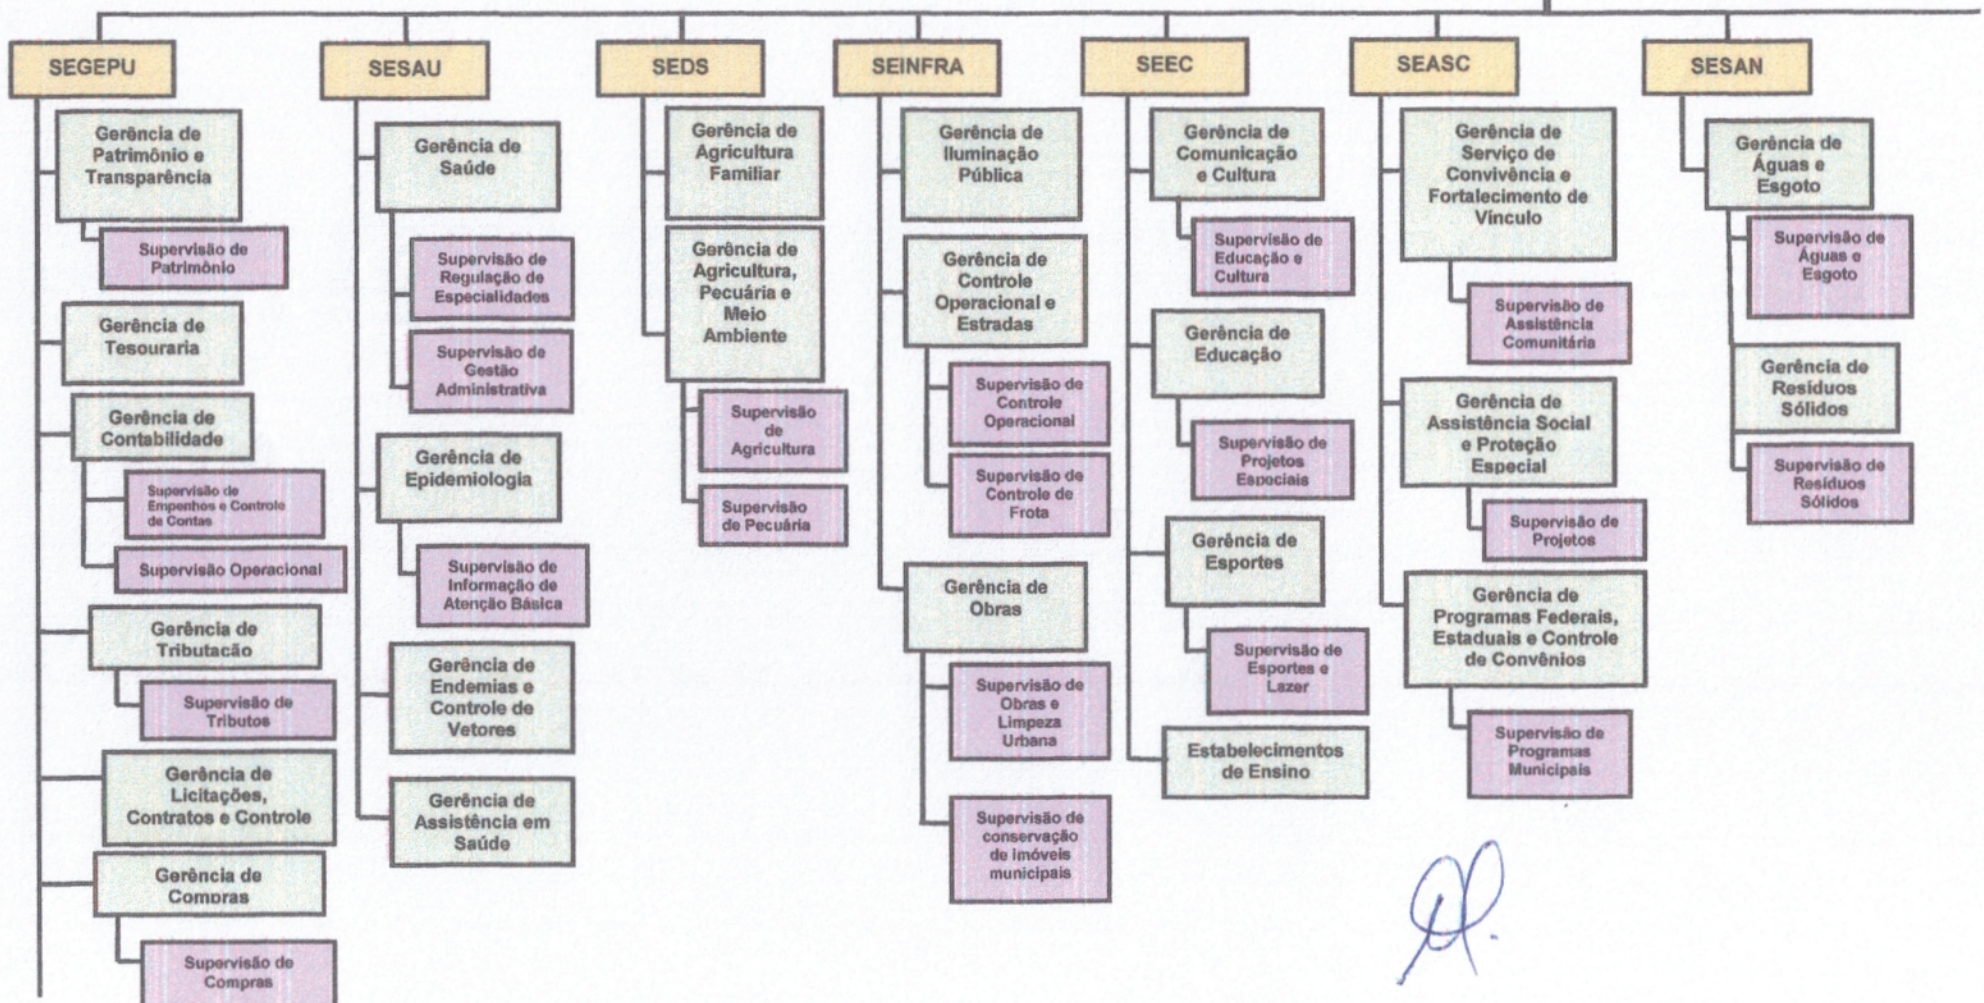 SEGEPU
Gerência de
Patrimônio e
Transparência
Supervisão de
Patrimônio
Gerência de
Tesouraria
Gerência de
Contabilidade
Supervisão de
Empenhos e Controle
de Contas
Supervisão Operacional
Gerência de
Tributacão
Supervisão de
Tributos
Gerência de
Licitações,
Contratos e Controle
Gerência de
Compras
Supervisão de
Compras
SESAU
Gerência de
Saúde
Supervisão de
Regulação de
Especialidades
Supervisão de
Gestão
Administrativa
Gerência de
Epidemiologia
Supervisão de
Informação de
Atenção Básica
Gerência de
Endemias e
Controle de
Vetores
Gerência de
Assistência em
Saúde
SEDS
Gerência de
Agricultura
Familiar
Gerência de
Agricultura,
Pecuária e
Meio
Ambiente
Supervisão
de
Agricultura
Supervisão
de Pecuária
SEINFRA
Gerência de
Iluminação
Pública
Gerência de
Controle
Operacional e
Estradas
Supervisão de
Controle
Operacional
Supervisão de
Controle de
Frota
Gerência de
Obras
Supervisão de
Obras e
Limpeza
Urbana
Supervisão de
conservação
de imóveis
municipais
SEEC
Gerência de
Comunicação
e Cultura
Supervisão de
Educação e
Cultura
Gerência de
Educação
Supervisão de
Projetos
Especiais
Gerência de
Esportes
Supervisão de
Esportes e
Lazer
Estabelecimentos
de Ensino
SEASC
Gerência de
Serviço de
Convivência e
Fortalecimento de
Vínculo
Supervisão de
Assistência
Comunitária
Gerência de
Assistência Social
e Proteção
Especial
Supervisão de
Projetos
Gerência de
Programas Federais,
Estaduais e Controle
de Convênios
Supervisão de
Programas
Municipais
SESAN
Gerência de
Águas e
Esgoto
Supervisão de
Águas e
Esgoto
Gerência de
Resíduos
Sólidos
Supervisão de
Resíduos
Sólidos